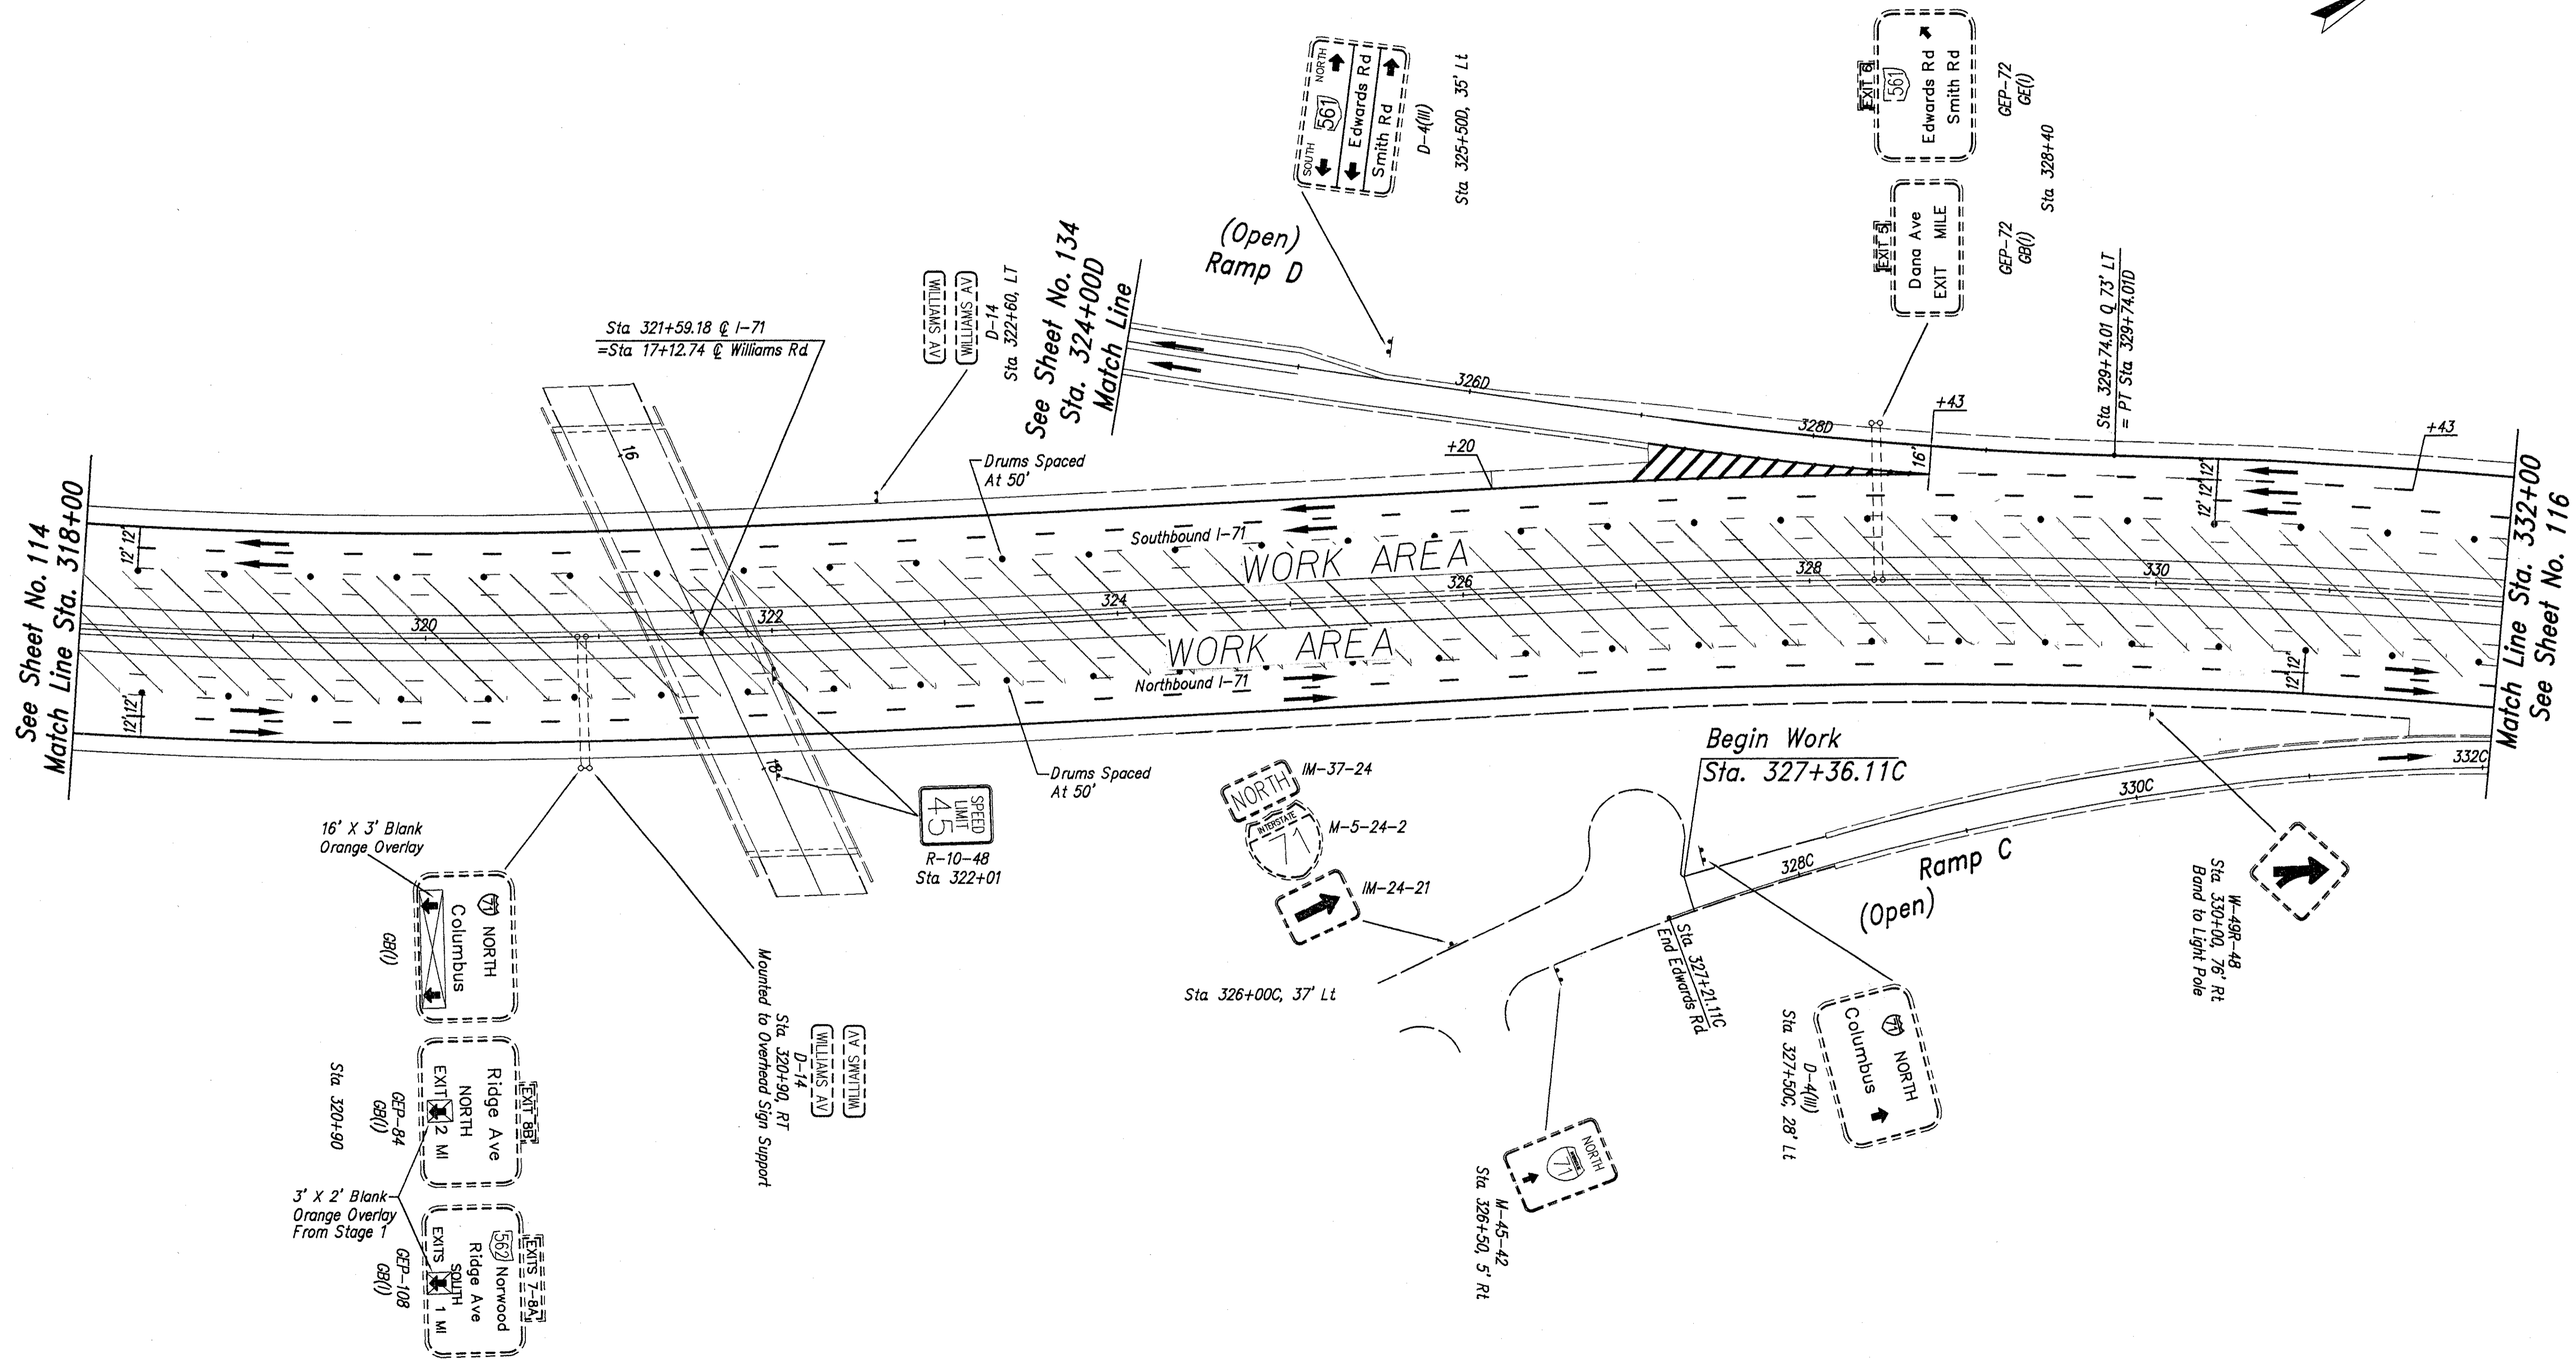 NORTH
561
SOUTH
Edwards Rd
Smith Rd
D-4(III)
Sta 325+50D, 35' Lt
EXIT 6
561
Edwards Rd
Smith Rd
GEP-72
GE(I)
Sta 328+40
EXIT 5
Dana Ave
EXIT MILE
GEP-72
GB(I)
(Open)
Ramp D
See Sheet No. 134
Sta. 324+00D
Match Line
WILLIAMS AV
WILLIAMS AV
D-14
Sta 322+60, LT
Sta 321+59.18 ℄ I-71
=Sta 17+12.74 ℄ Williams Rd
Sta 329+74.01 Q 73' LT
= PT Sta 329+74.01D
+43
+43
+20
16'
326D
328D
Drums Spaced
At 50'
16
See Sheet No. 114
Match Line Sta. 318+00
12' 12'
12' 12'
Southbound I-71
WORK AREA
320
322
324
326
328
330
WORK AREA
Northbound I-71
12' 12'
12' 12'
Match Line Sta. 332+00
See Sheet No. 116
18
Drums Spaced
At 50'
SPEED
LIMIT
45
R-10-48
Sta 322+01
NORTH
IM-37-24
INTERSTATE
71
M-5-24-2
IM-24-21
Sta 326+00C, 37' Lt
Begin Work
Sta. 327+36.11C
328C
330C
332C
Ramp C
(Open)
Sta 327+21.11C
End Edwards Rd
W-49R-48
Sta 330+00, 76' Rt
Band to Light Pole
71 NORTH
Columbus
D-4(III)
Sta 327+50C, 28' Lt
NORTH
71
M-45-42
Sta 326+50, 5' Rt
16' X 3' Blank
Orange Overlay
71 NORTH
Columbus
GB(I)
WILLIAMS AV
WILLIAMS AV
D-14
Sta 320+90, RT
Mounted to Overhead Sign Support
EXIT 8B
Ridge Ave
NORTH
EXIT 2 MI
GEP-84
GB(I)
Sta 320+90
3' X 2' Blank
Orange Overlay
From Stage 1
EXITS 7-8A
562 Norwood
Ridge Ave
SOUTH
EXITS 1 MI
GEP-108
GB(I)